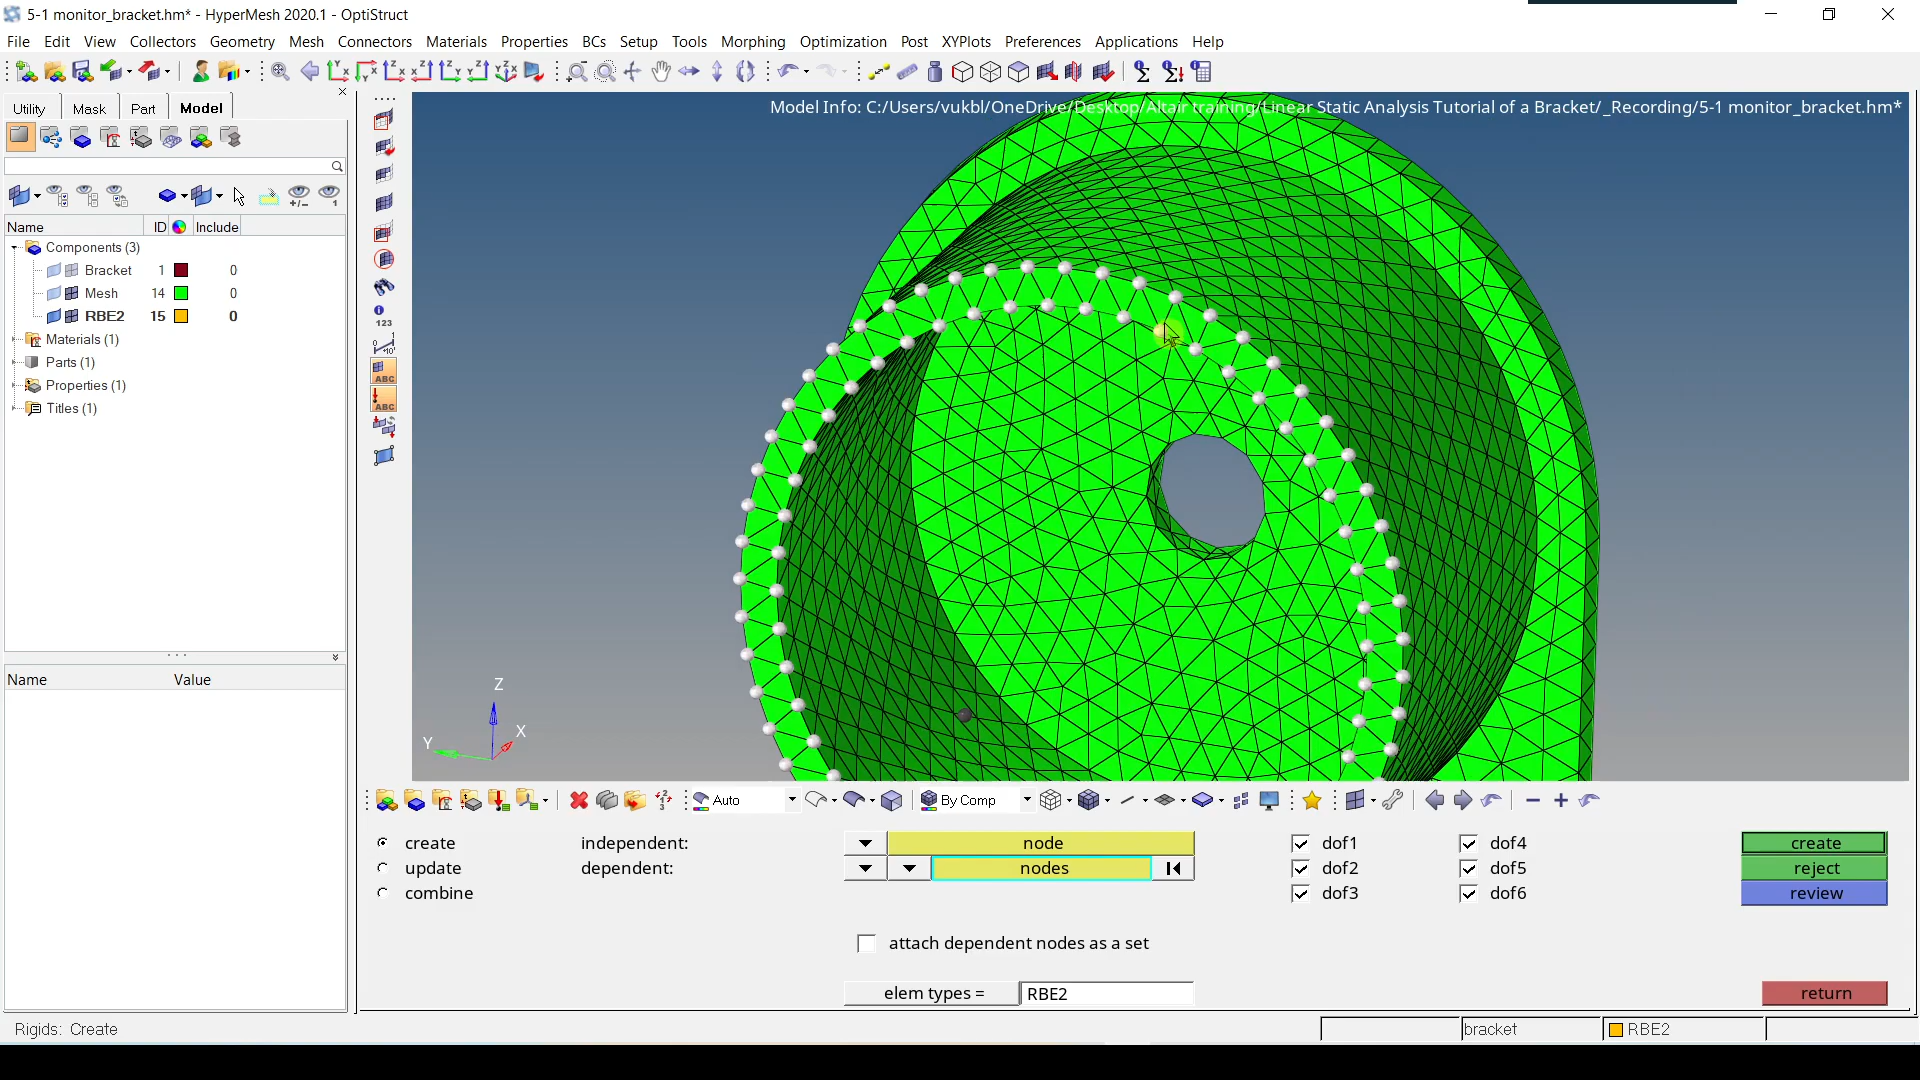 5-1 monitor_bracket.hm* - HyperMesh 2020.1 - OptiStruct
File Edit View Collectors Geometry Mesh Connectors Materials Properties BCs Setup Tools Morphing Optimization Post XYPlots Preferences Applications Help
Utility Mask Part Model
Model Info: C:/Users/vukbl/OneDrive/Desktop/Altair training/Linear Static Analysis Tutorial of a Bracket/_Recording/5-1 monitor_bracket.hm*
Name ID Include
Components (3)
Bracket 1 0
Mesh 14 0
RBE2 15 0
Materials (1)
Parts (1)
Properties (1)
Titles (1)
123
ABC
ABC
Name Value
Z
X
Y
Auto By Comp
create independent: node dof1 dof4 create
update dependent: nodes dof2 dof5 reject
combine dof3 dof6 review
attach dependent nodes as a set
elem types = RBE2 return
Rigids: Create bracket RBE2